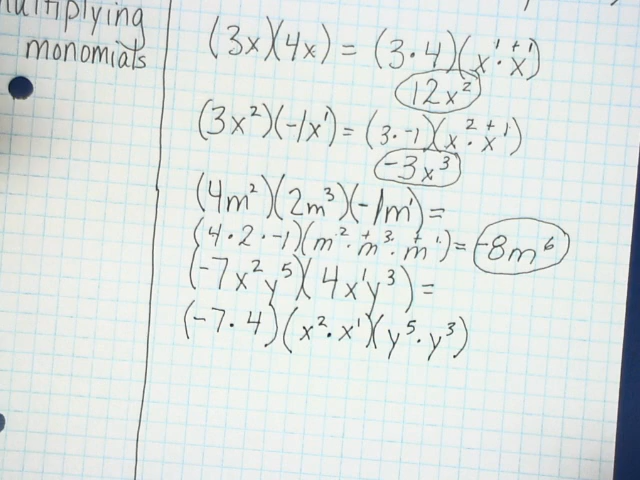 multiplying
monomials
(3x)(4x) = (3·4)(x¹·⁺x¹)
12x²
(3x²)(-1x¹) = (3·-1)(x²·⁺x¹)
-3x³
(4m²)(2m³)(-1m¹) =
(4·2·-1)(m²·⁺m³·⁺m¹) = -8m⁶
(-7x²y⁵)(4x¹y³) =
(-7·4)(x²·x¹)(y⁵·y³)